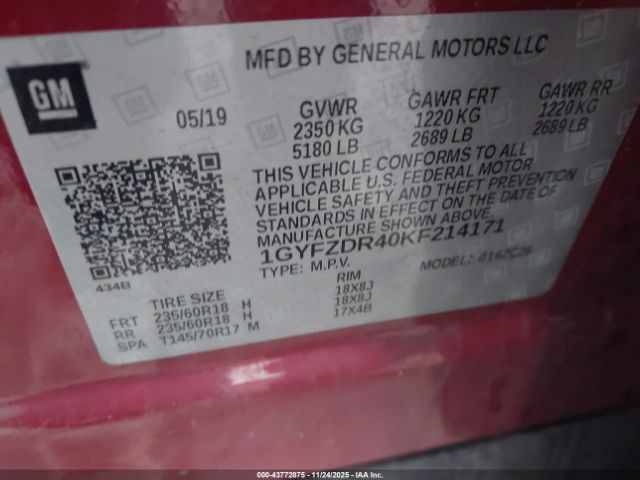 GM
MFD BY GENERAL MOTORS LLC
05/19
GVWR GAWR FRT GAWR RR
2350 KG 1220 KG 1220 KG
5180 LB 2689 LB 2689 LB
THIS VEHICLE CONFORMS TO ALL
APPLICABLE U.S. FEDERAL MOTOR
VEHICLE SAFETY AND THEFT PREVENTION
STANDARDS IN EFFECT ON THE DATE OF
MANUFACTURE SHOWN ABOVE.
1GYFZDR40KF214171
TYPE: M.P.V. MODEL: 016ZC26
434B
TIRE SIZE RIM
FRT 235/60R18 H 18X8J
RR 235/60R18 H 18X8J
SPA T145/70R17 M 17X4B
000-43772875 - 11/24/2025 - IAA, Inc.